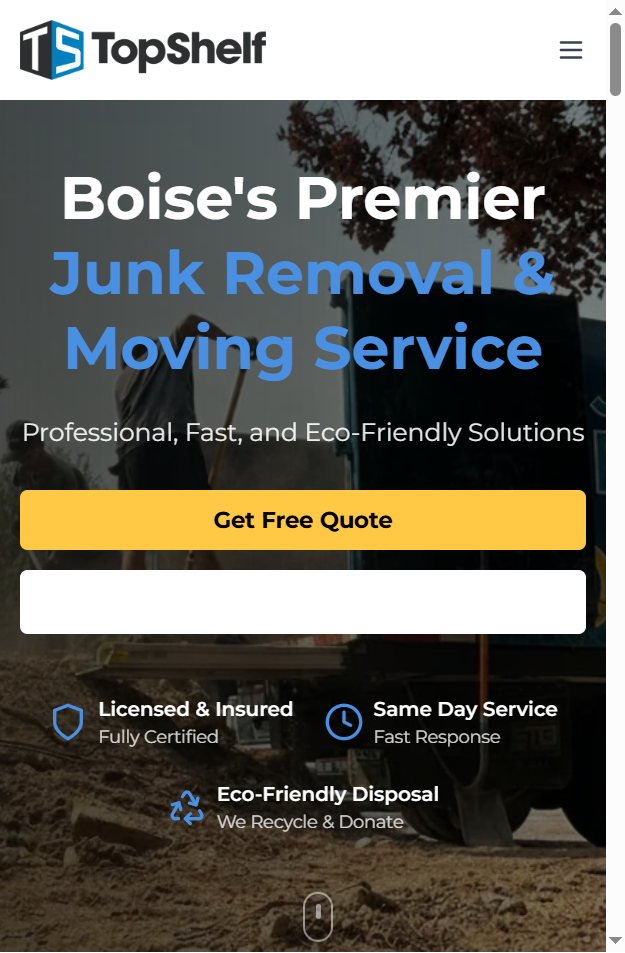 TS TopShelf
Boise's Premier
Junk Removal &
Moving Service
Professional, Fast, and Eco-Friendly Solutions
Get Free Quote
Licensed & Insured
Fully Certified
Same Day Service
Fast Response
Eco-Friendly Disposal
We Recycle & Donate